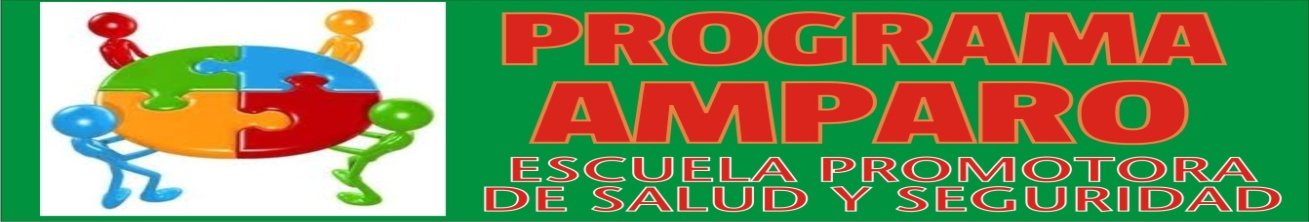 PROGRAMA
AMPARO
ESCUELA PROMOTORA
DE SALUD Y SEGURIDAD